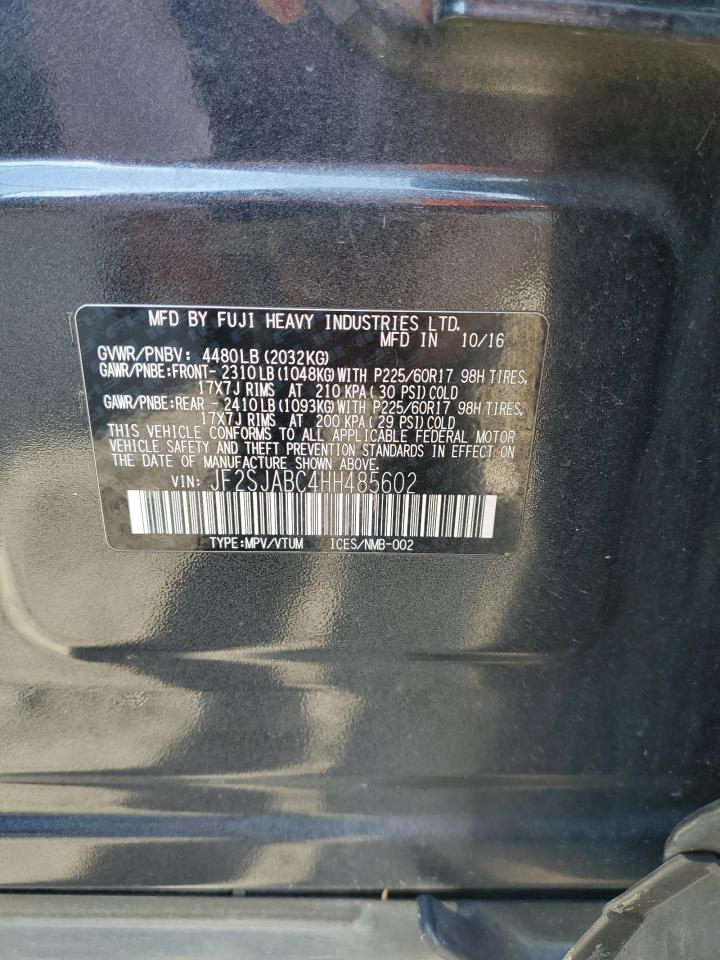 MFD BY FUJI HEAVY INDUSTRIES LTD.
MFD IN 10/16
GVWR/PNBV: 4480LB(2032KG)
GAWR/PNBE:FRONT- 2310LB(1048KG)WITH P225/60R17 98H TIRES,
17X7J RIMS AT 210 KPA(30 PSI)COLD
GAWR/PNBE:REAR - 2410LB(1093KG)WITH P225/60R17 98H TIRES,
17X7J RIMS AT 200 KPA(29 PSI)COLD
THIS VEHICLE CONFORMS TO ALL APPLICABLE FEDERAL MOTOR
VEHICLE SAFETY AND THEFT PREVENTION STANDARDS IN EFFECT ON
THE DATE OF MANUFACTURE SHOWN ABOVE.
VIN: JF2SJABC4HH485602
TYPE:MPV/VTUM ICES/NMB-002